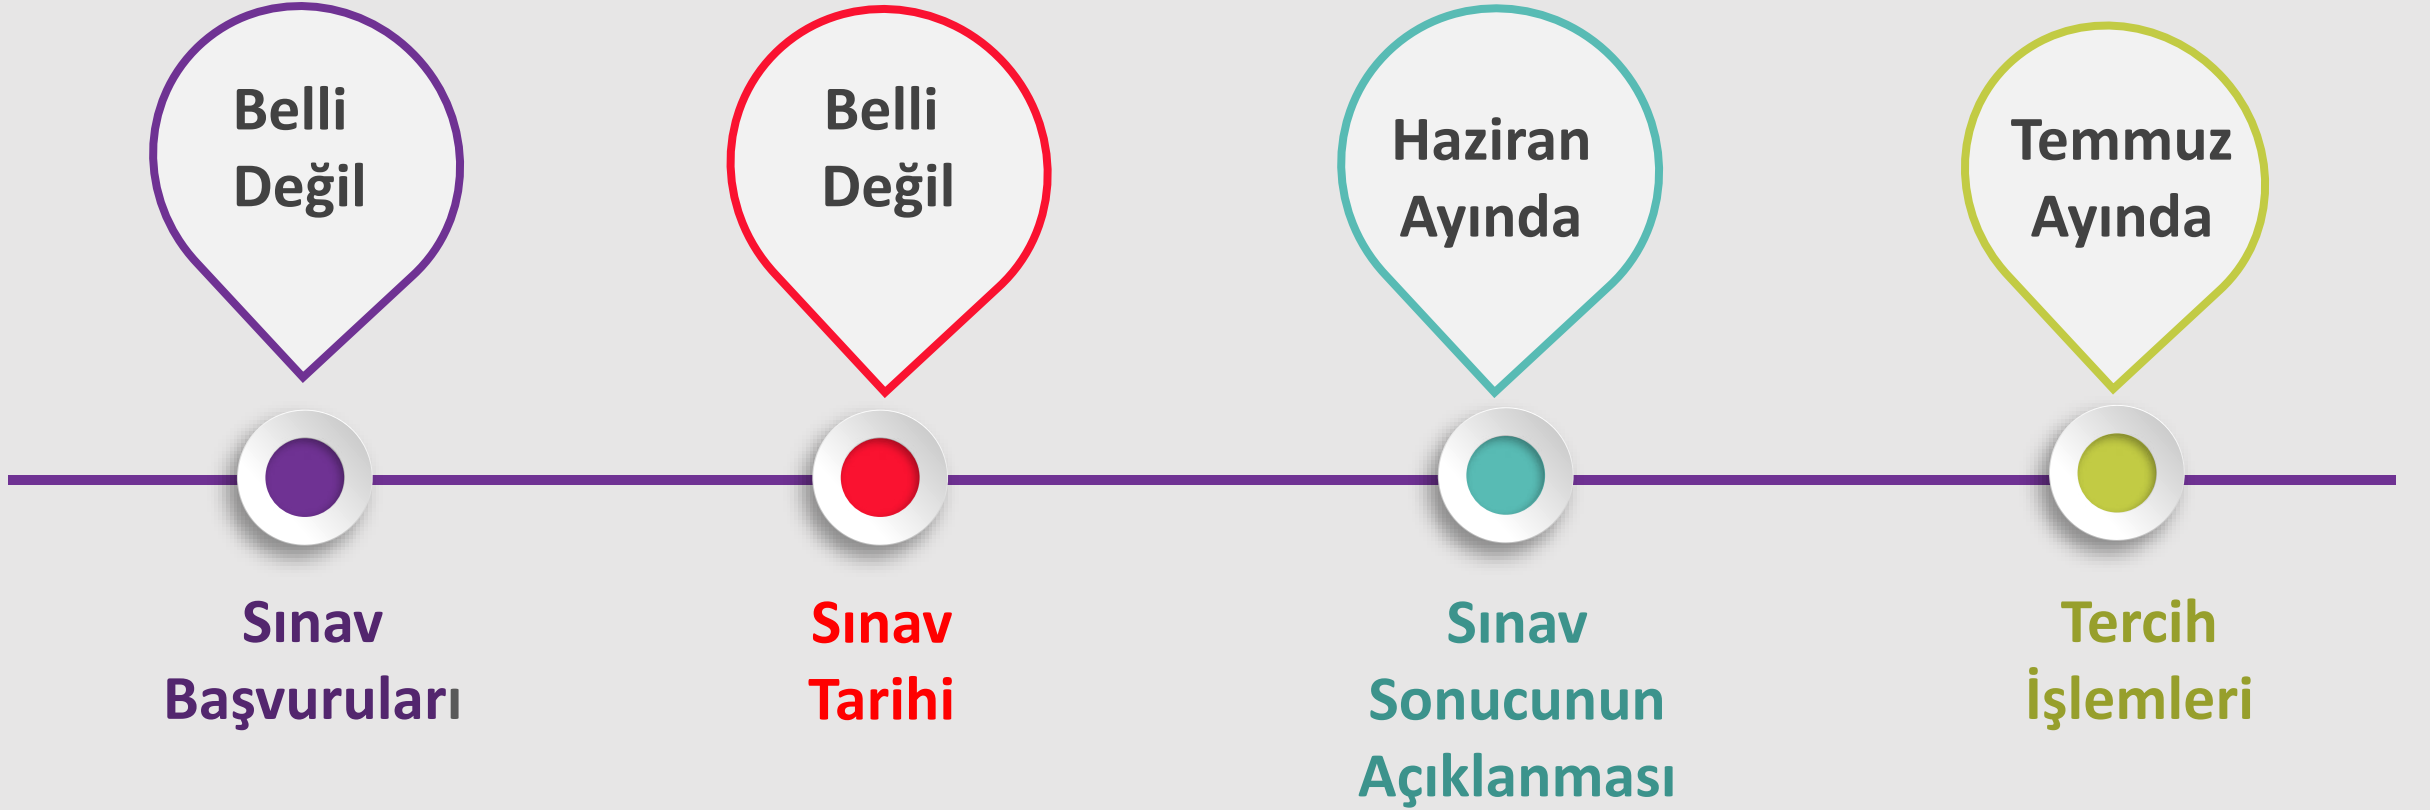 Belli
Değil
Belli
Değil
Haziran
Ayında
Temmuz
Ayında
Sınav
Başvuruları
Sınav
Tarihi
Sınav
Sonucunun
Açıklanması
Tercih
İşlemleri